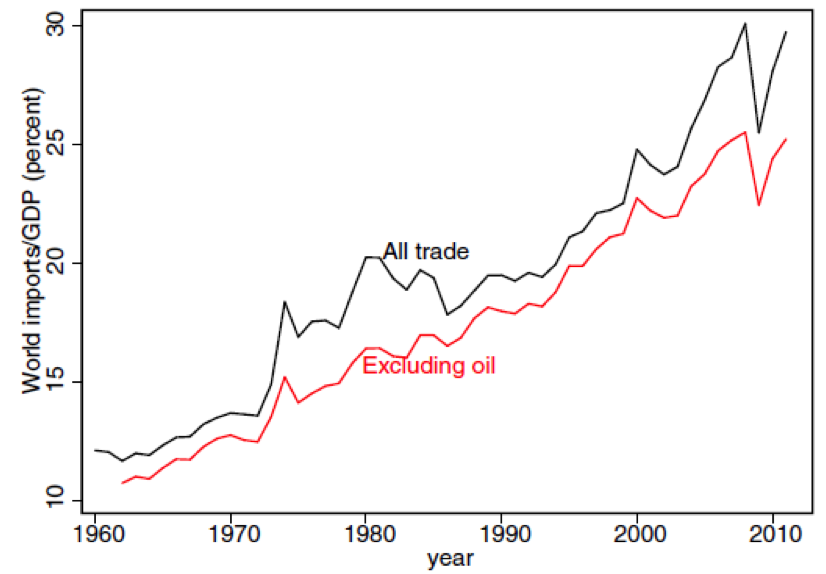 World imports/GDP (percent)
30
25
20
15
10
All trade
Excluding oil
1960 1970 1980 1990 2000 2010
year